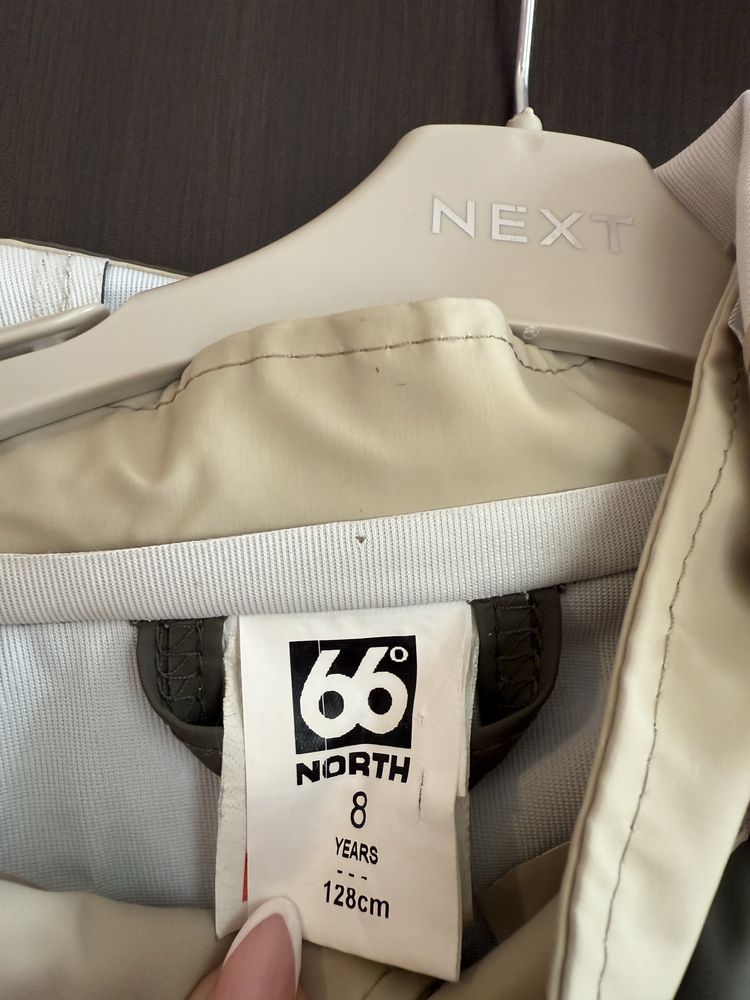 NEXT
66°
NORTH
8
YEARS
---
128cm